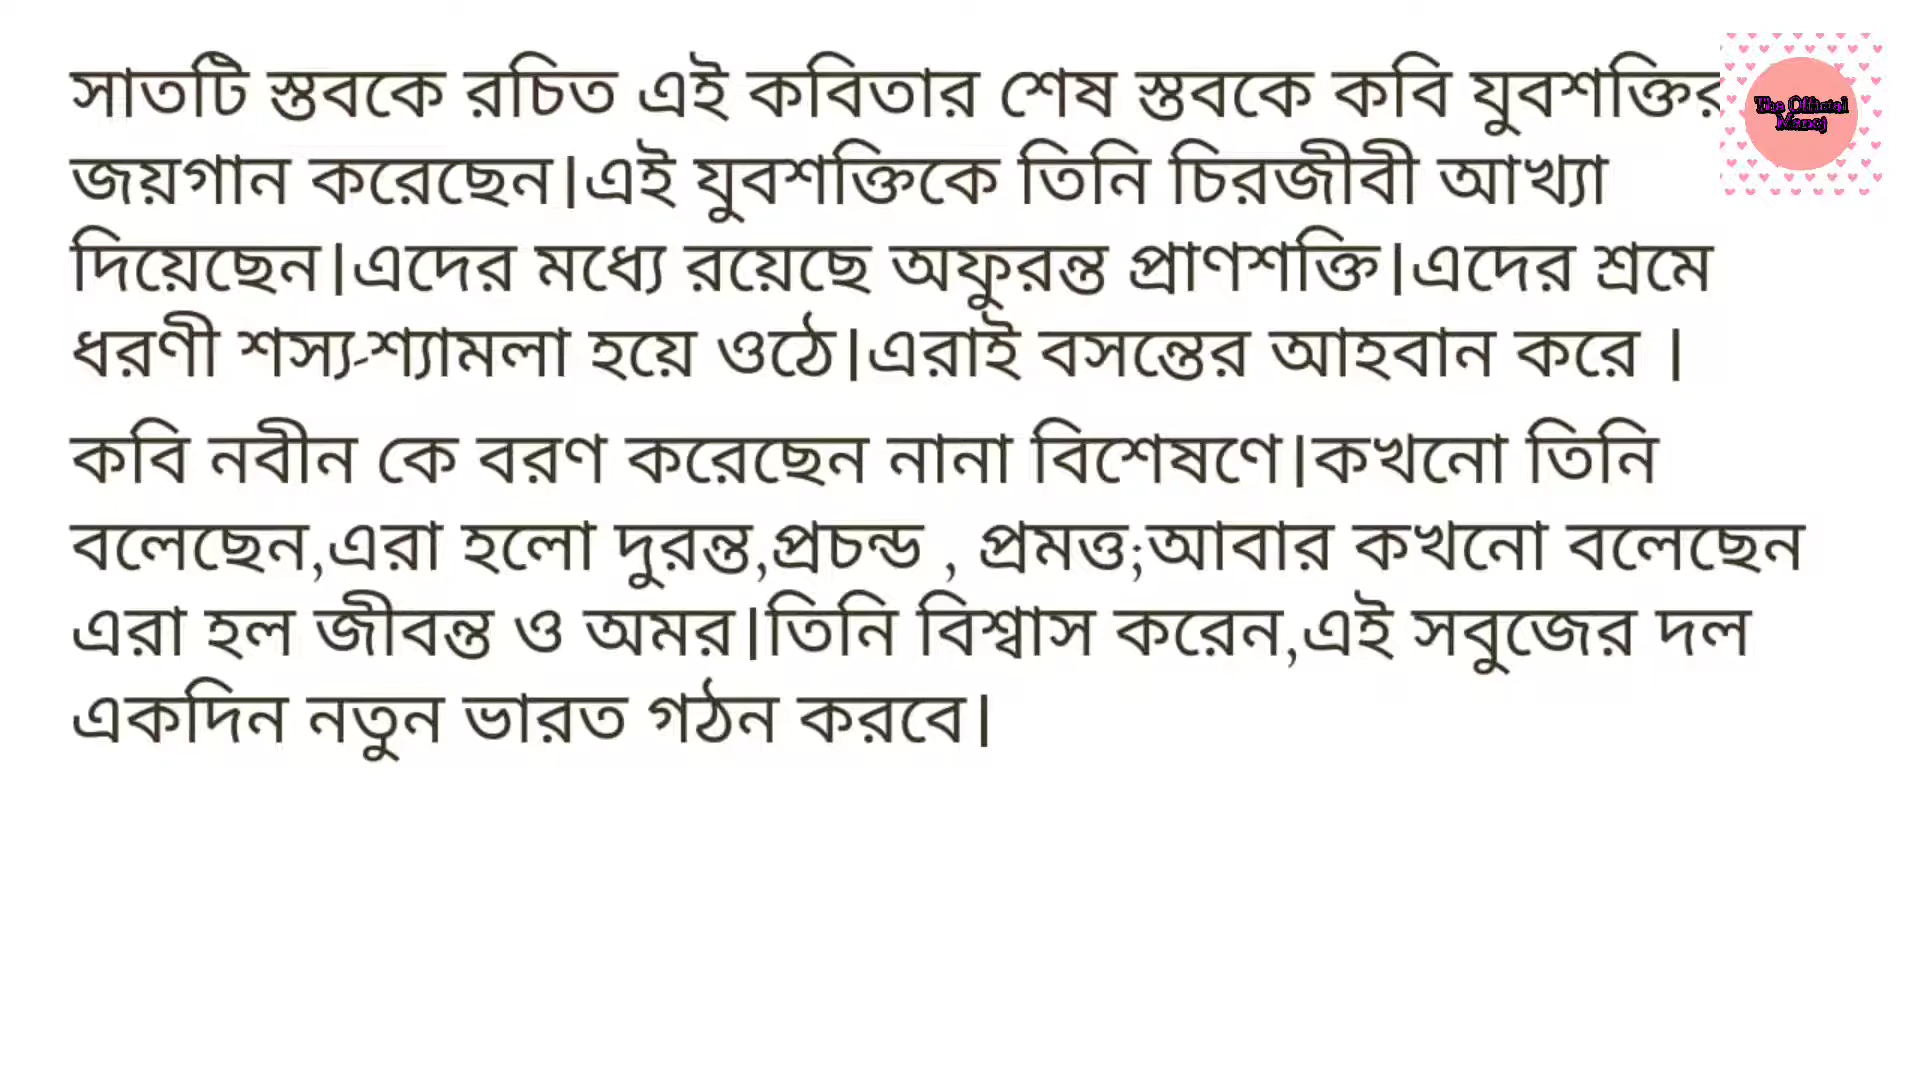 সাতটি স্তবকে রচিত এই কবিতার শেষ স্তবকে কবি যুবশক্তির
জয়গান করেছেন|এই যুবশক্তিকে তিনি চিরজীবী আখ্যা
দিয়েছেন|এদের মধ্যে রয়েছে অফুরন্ত প্রাণশক্তি|এদের শ্রমে
ধরণী শস্য-শ্যামলা হয়ে ওঠে|এরাই বসন্তের আহবান করে |
কবি নবীন কে বরণ করেছেন নানা বিশেষণে|কখনো তিনি
বলেছেন,এরা হলো দুরন্ত,প্রচন্ড , প্রমত্ত;আবার কখনো বলেছেন
এরা হল জীবন্ত ও অমর|তিনি বিশ্বাস করেন,এই সবুজের দল
একদিন নতুন ভারত গঠন করবে|
The Official
Manoj